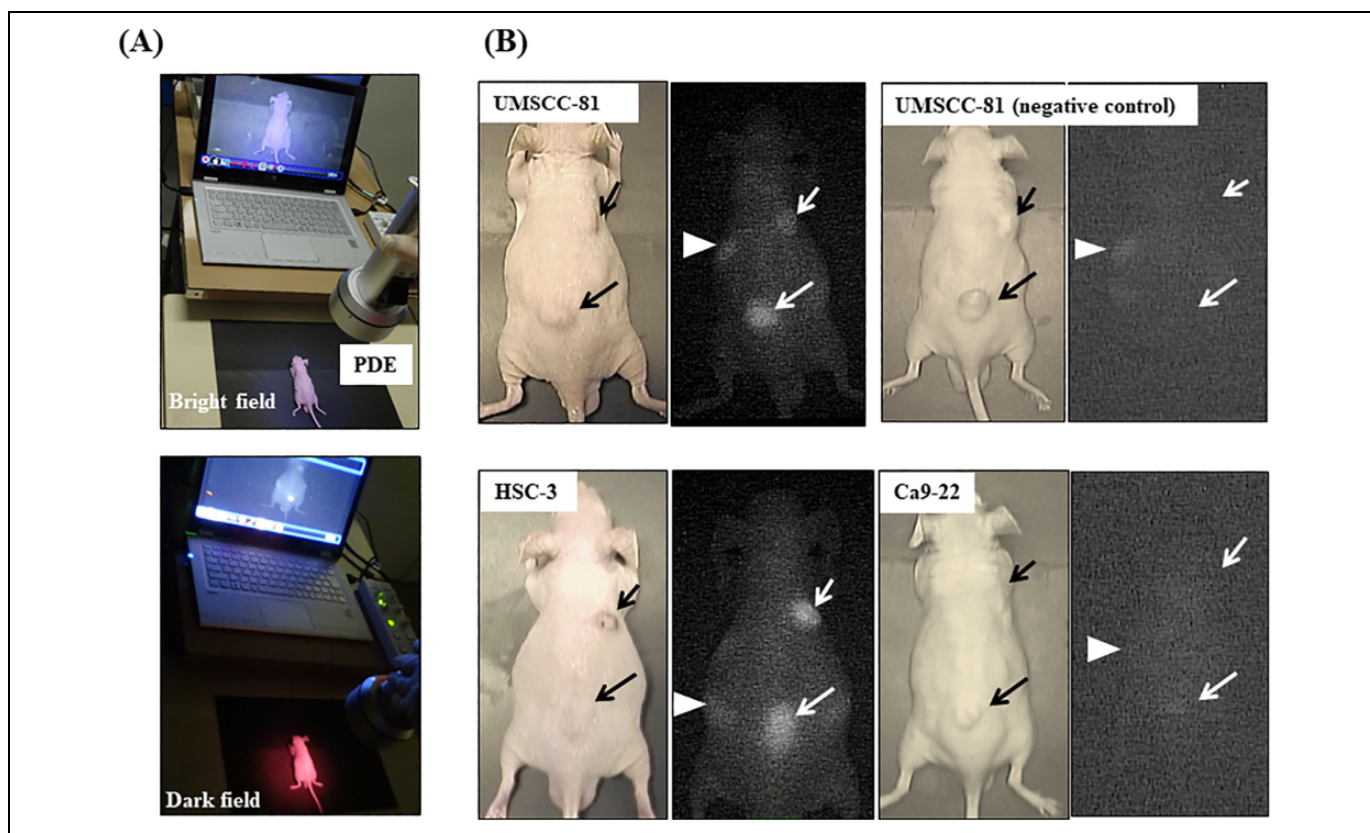 (A)
(B)
PDE
Bright field
Dark field
UMSCC-81
UMSCC-81 (negative control)
HSC-3
Ca9-22